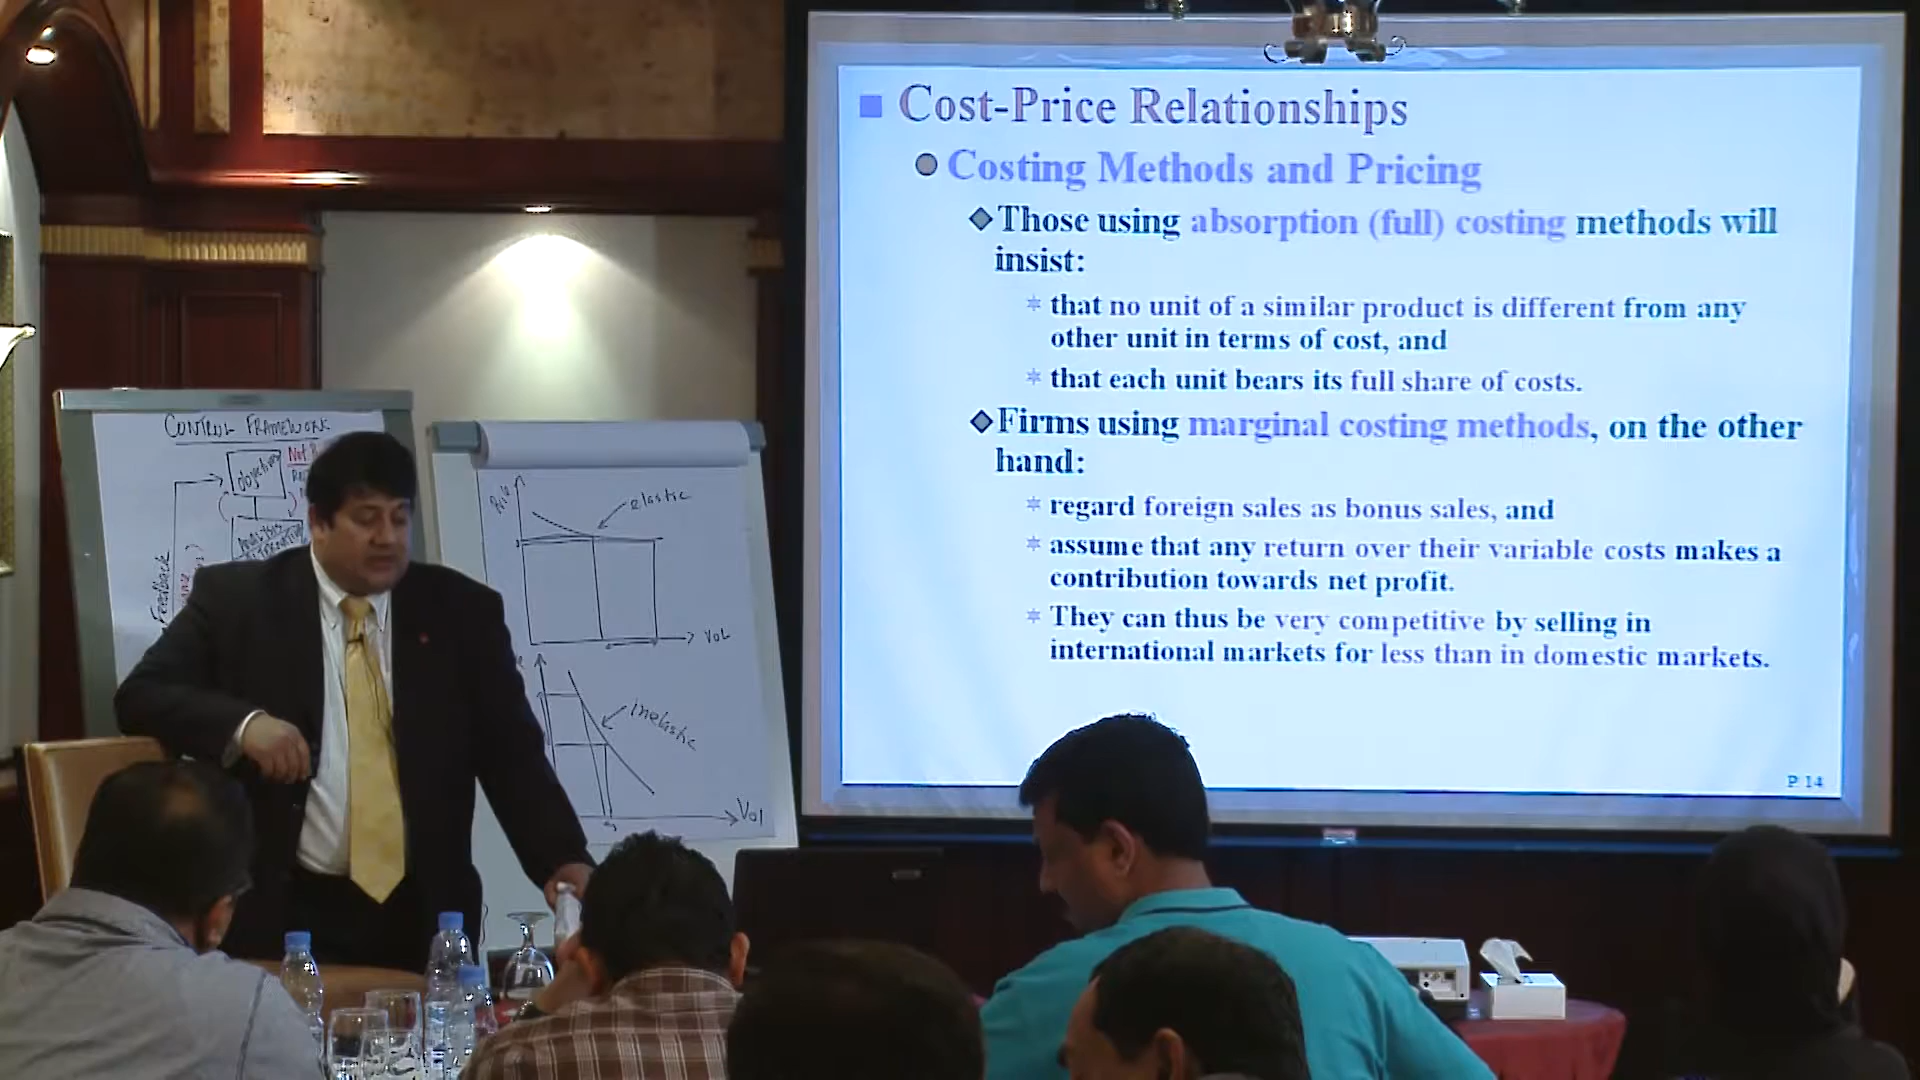 Cost-Price Relationships
Costing Methods and Pricing
Those using absorption (full) costing methods will
insist:
that no unit of a similar product is different from any
other unit in terms of cost, and
that each unit bears its full share of costs.
Firms using marginal costing methods, on the other
hand:
regard foreign sales as bonus sales, and
assume that any return over their variable costs makes a
contribution towards net profit.
They can thus be very competitive by selling in
international markets for less than in domestic markets.
P. 14
CONTROL FRAMEWORK
Objectives
Feedback
elastic
VOL
inelastic
Vol